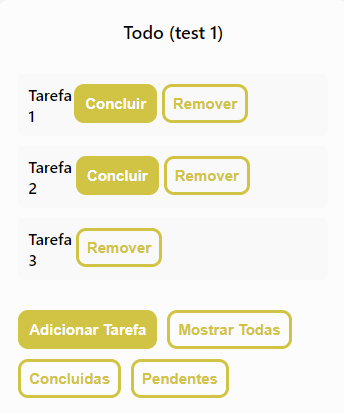 Todo (test 1)
Tarefa Concluir Remover
1
Tarefa Concluir Remover
2
Tarefa Remover
3
Adicionar Tarefa Mostrar Todas
Concluidas Pendentes